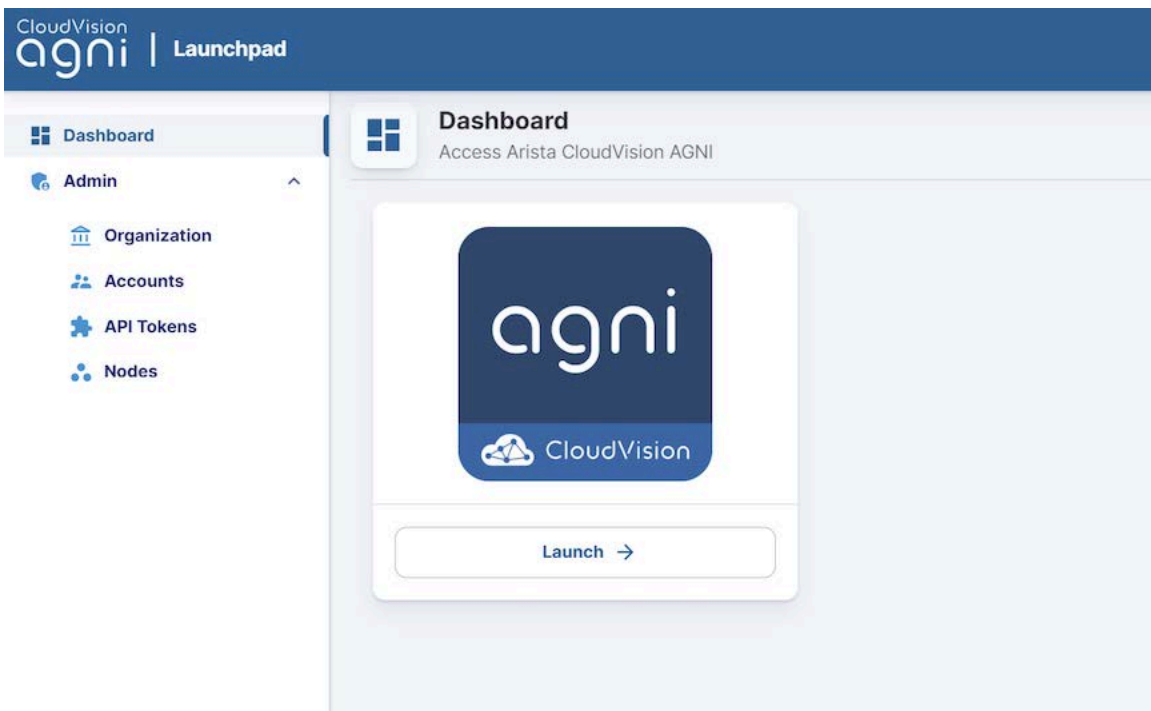 CloudVision
agni | Launchpad
Dashboard
Admin
Organization
Accounts
API Tokens
Nodes
Dashboard
Access Arista CloudVision AGNI
agni
CloudVision
Launch →